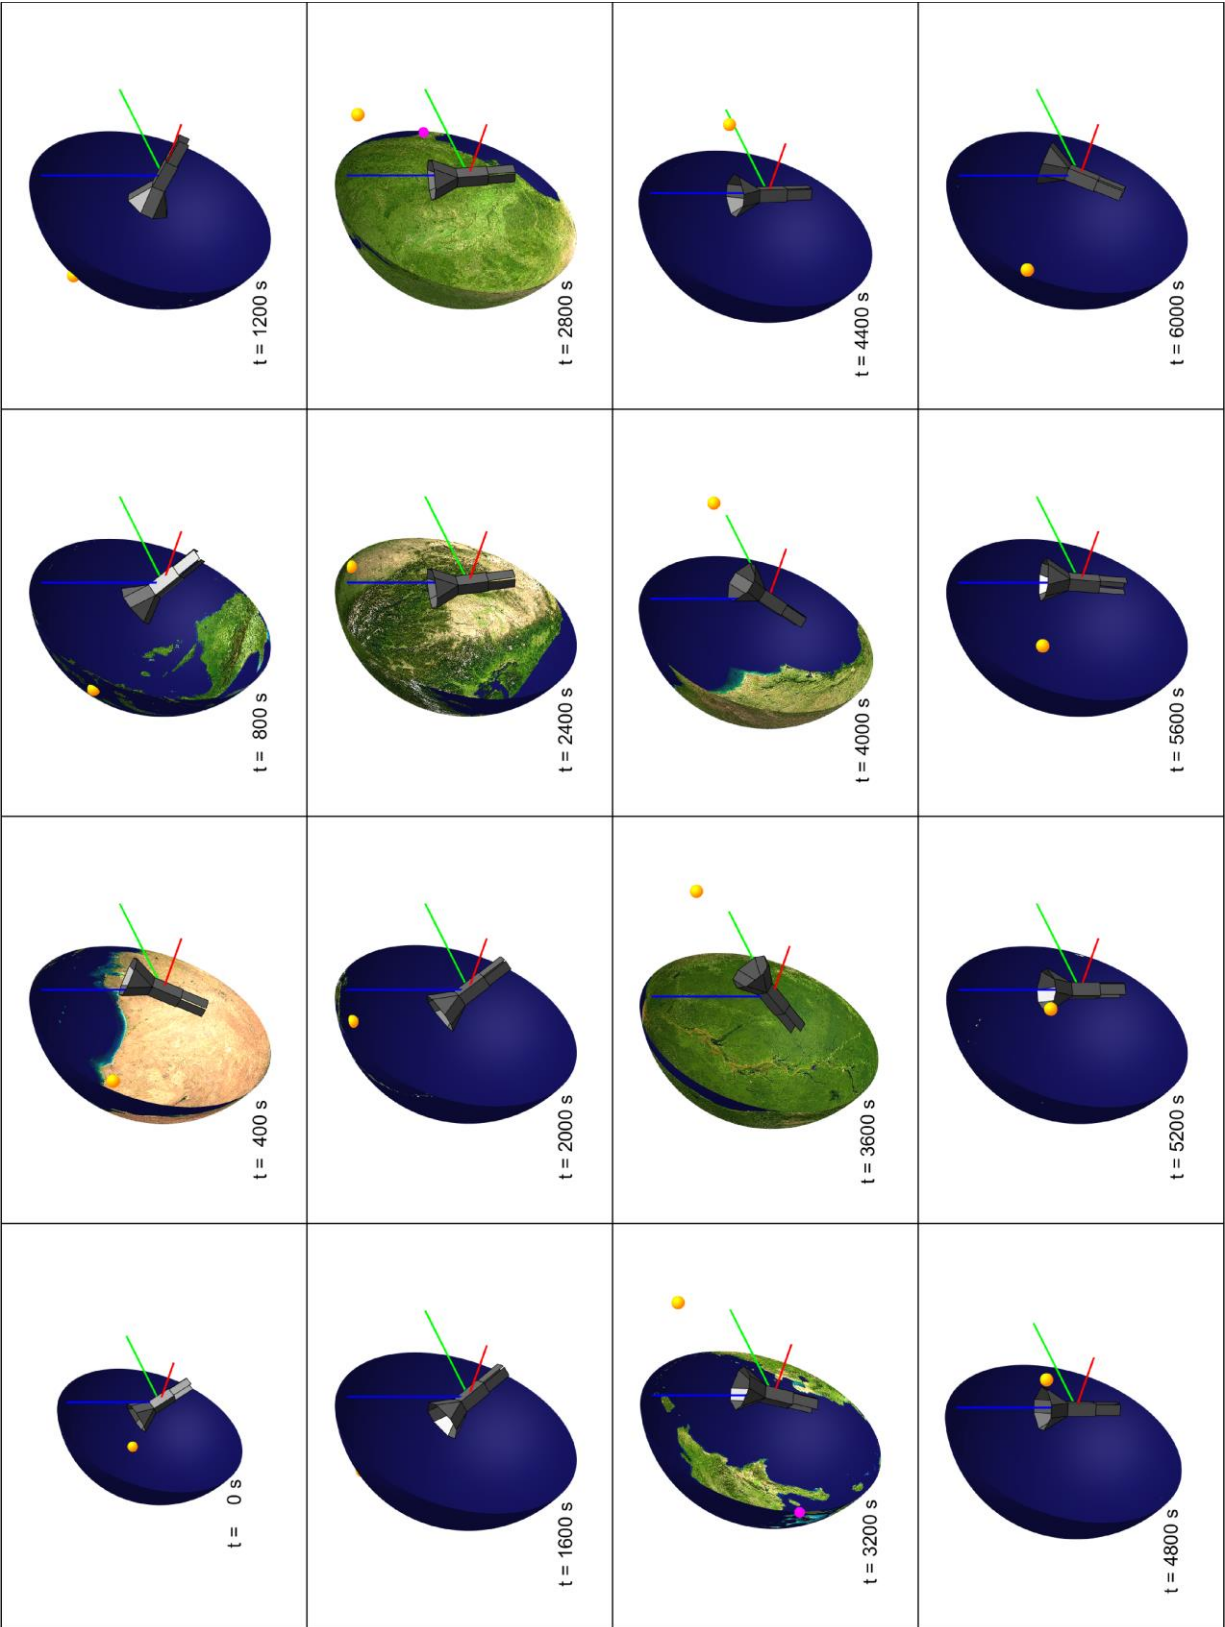 t = 0 s
t = 400 s
t = 800 s
t = 1200 s
t = 1600 s
t = 2000 s
t = 2400 s
t = 2800 s
t = 3200 s
t = 3600 s
t = 4000 s
t = 4400 s
t = 4800 s
t = 5200 s
t = 5600 s
t = 6000 s